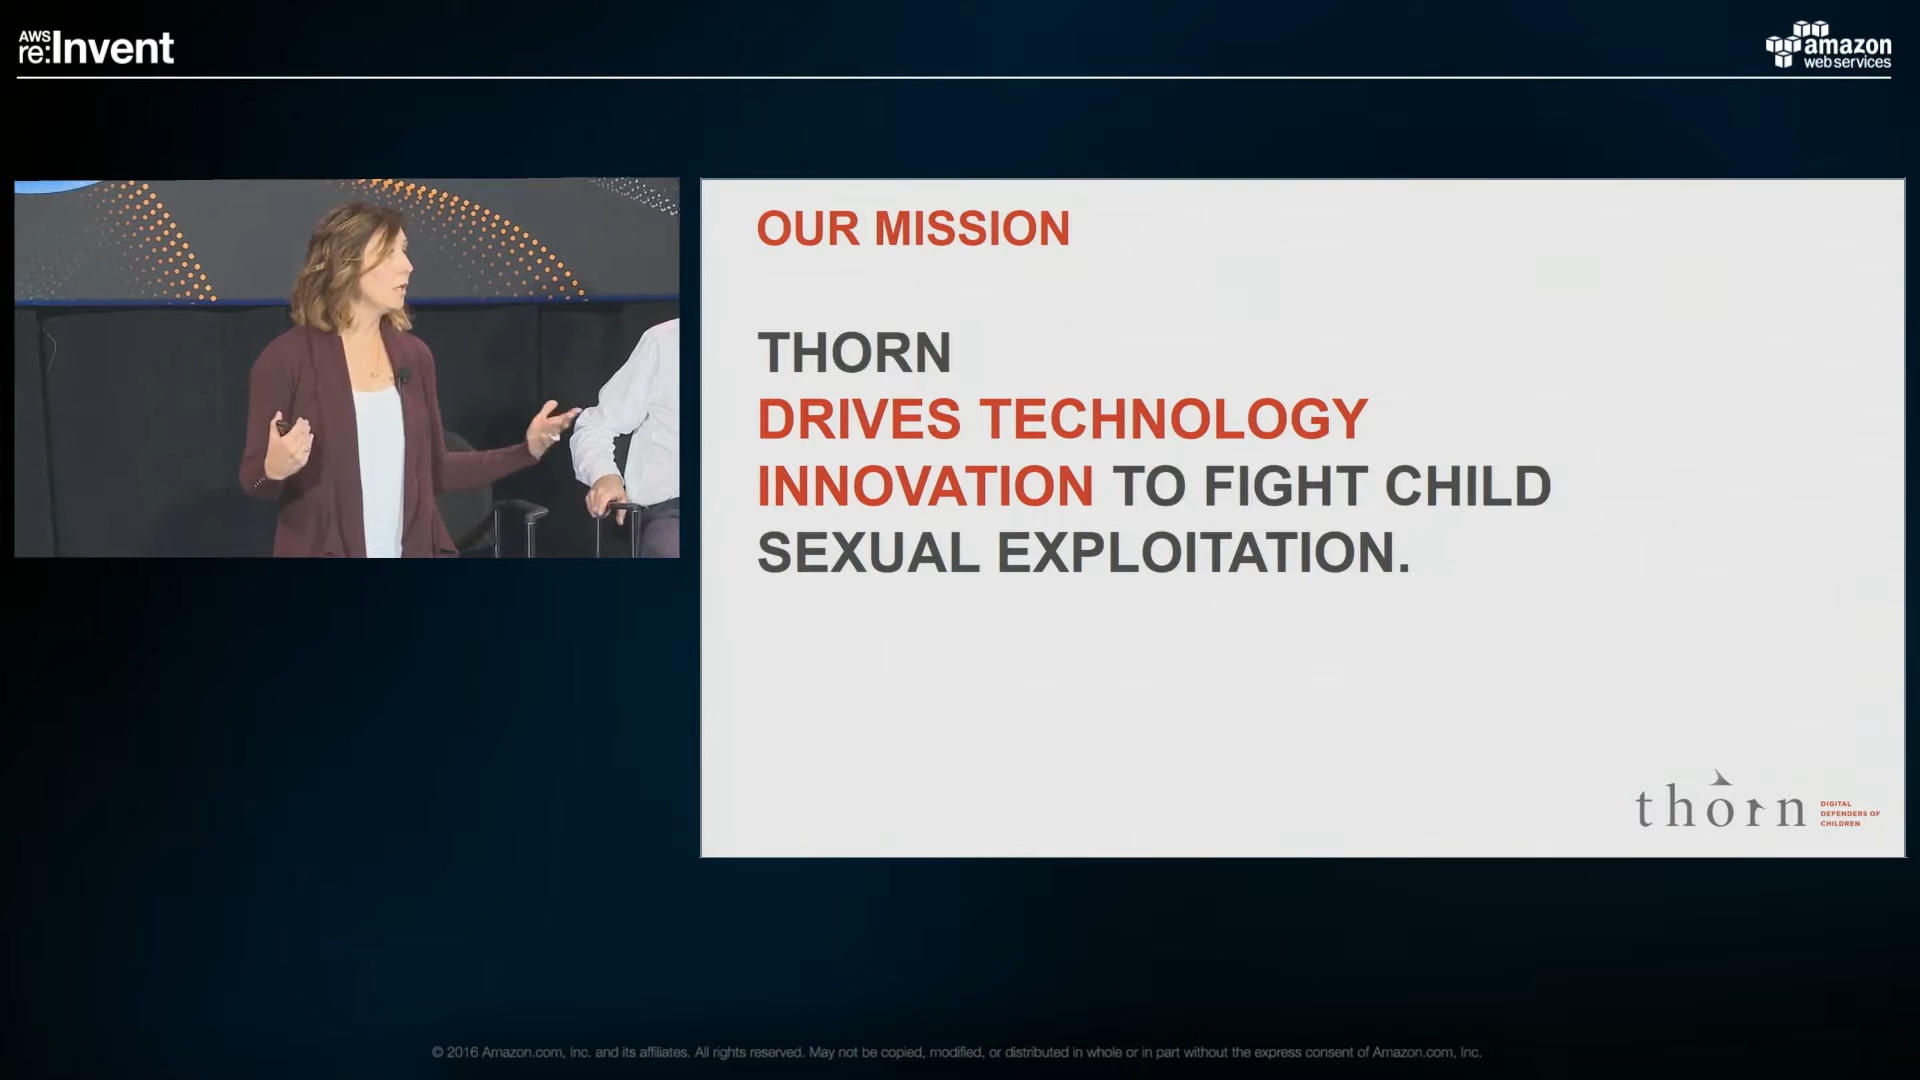 AWS
re:Invent
amazon
web services
OUR MISSION
THORN
DRIVES TECHNOLOGY
INNOVATION TO FIGHT CHILD
SEXUAL EXPLOITATION.
thorn
DIGITAL
DEFENDERS OF
CHILDREN
© 2016 Amazon.com, Inc. and its affiliates. All rights reserved. May not be copied, modified, or distributed in whole or in part without the express consent of Amazon.com, Inc.